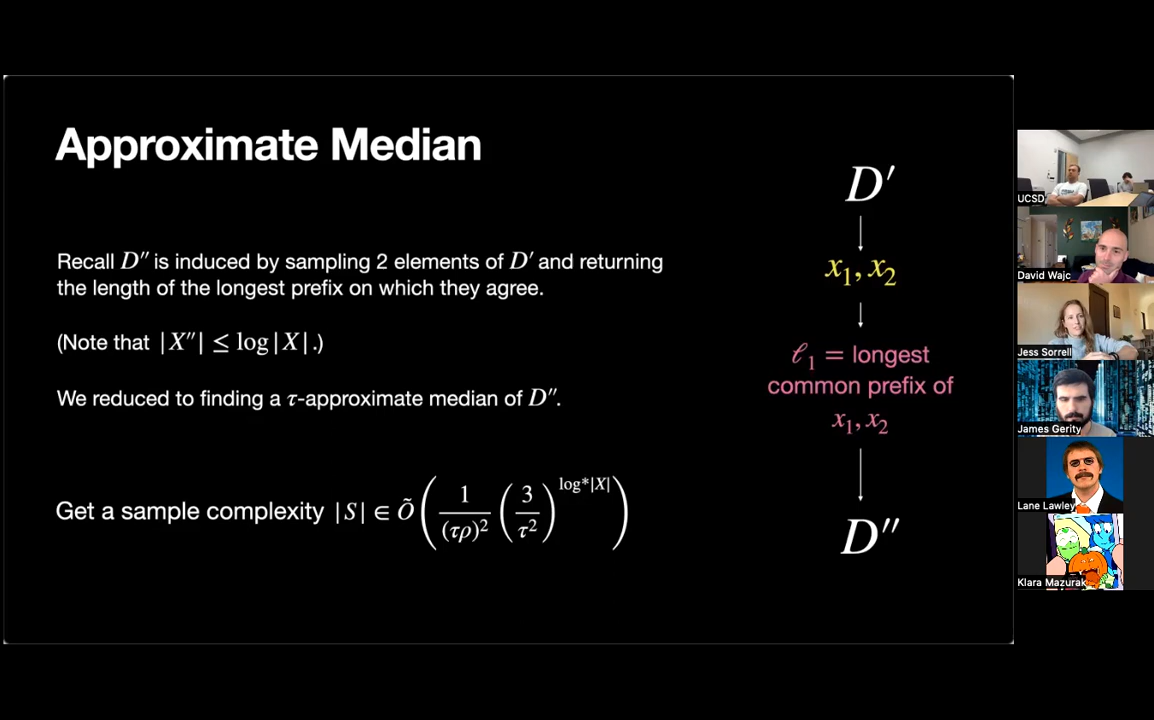 Approximate Median
Recall D″ is induced by sampling 2 elements of D′ and returning
the length of the longest prefix on which they agree.
(Note that |X″| ≤ log|X|.)
We reduced to finding a τ-approximate median of D″.
Get a sample complexity |S| ∈ Õ( 1/(τρ)² (3/τ²)^log*|X| )
D′
x₁, x₂
ℓ₁ = longest
common prefix of
x₁, x₂
D″
UCSD
David Wajc
Jess Sorrell
James Gerity
Lane Lawley
Klara Mazurak